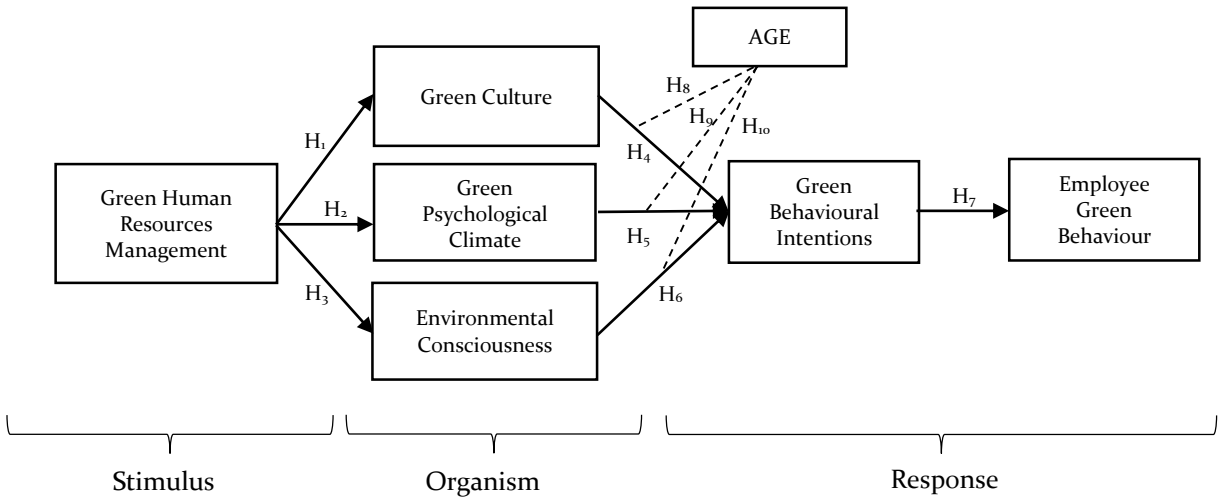 AGE
Green Culture
H₈
H₉
H₁₀
H₁
H₄
Green Human
Resources
Management
H₂
Green
Psychological
Climate
H₅
Green
Behavioural
Intentions
H₇
Employee
Green
Behaviour
H₃
Environmental
Consciousness
H₆
Stimulus
Organism
Response